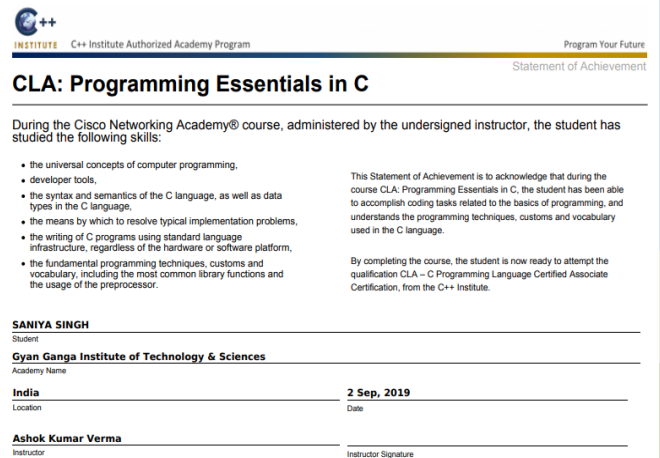 C++
INSTITUTE
C++ Institute Authorized Academy Program
Program Your Future
Statement of Achievement
CLA: Programming Essentials in C
During the Cisco Networking Academy® course, administered by the undersigned instructor, the student has
studied the following skills:
• the universal concepts of computer programming,
• developer tools,
• the syntax and semantics of the C language, as well as data
types in the C language,
• the means by which to resolve typical implementation problems,
• the writing of C programs using standard language
infrastructure, regardless of the hardware or software platform,
• the fundamental programming techniques, customs and
vocabulary, including the most common library functions and
the usage of the preprocessor.
This Statement of Achievement is to acknowledge that during the
course CLA: Programming Essentials in C, the student has been able
to accomplish coding tasks related to the basics of programming, and
understands the programming techniques, customs and vocabulary
used in the C language.
By completing the course, the student is now ready to attempt the
qualification CLA – C Programming Language Certified Associate
Certification, from the C++ Institute.
SANIYA SINGH
Student
Gyan Ganga Institute of Technology & Sciences
Academy Name
India
Location
2 Sep, 2019
Date
Ashok Kumar Verma
Instructor
Instructor Signature